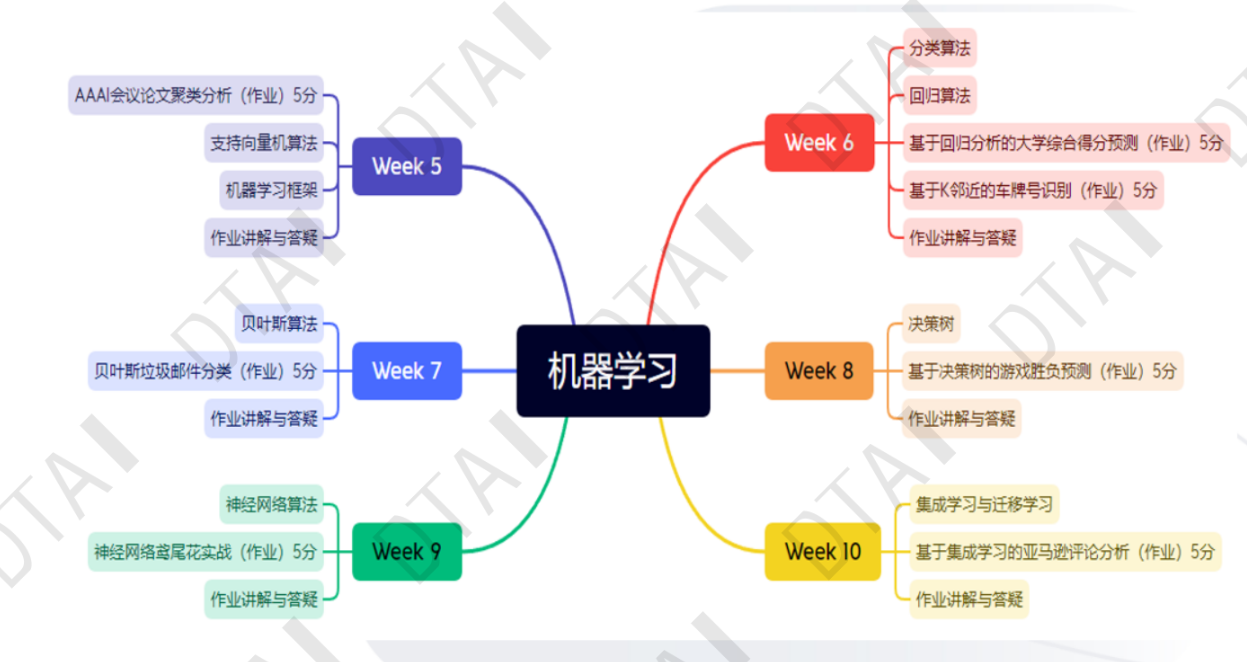 机器学习
Week 5
AAAI会议论文聚类分析（作业）5分
支持向量机算法
机器学习框架
作业讲解与答疑
Week 6
分类算法
回归算法
基于回归分析的大学综合得分预测（作业）5分
基于K邻近的车牌号识别（作业）5分
作业讲解与答疑
Week 7
贝叶斯算法
贝叶斯垃圾邮件分类（作业）5分
作业讲解与答疑
Week 8
决策树
基于决策树的游戏胜负预测（作业）5分
作业讲解与答疑
Week 9
神经网络算法
神经网络鸢尾花实战（作业）5分
作业讲解与答疑
Week 10
集成学习与迁移学习
基于集成学习的亚马逊评论分析（作业）5分
作业讲解与答疑
DTAI
DTAI
DTAI
DTAI
DTAI
DTAI
DTAI
DTAI